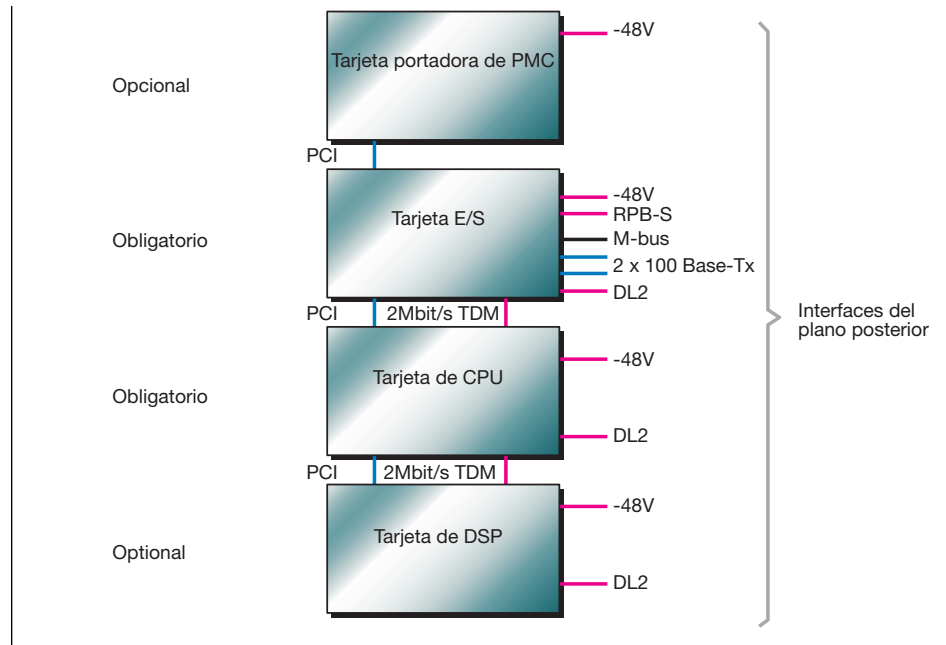 -48V
Tarjeta portadora de PMC
Opcional
PCI
-48V
Tarjeta E/S
RPB-S
Obligatorio
M-bus
2 x 100 Base-Tx
DL2
PCI
2Mbit/s TDM
Interfaces del
plano posterior
-48V
Tarjeta de CPU
Obligatorio
DL2
PCI
2Mbit/s TDM
-48V
Tarjeta de DSP
Optional
DL2